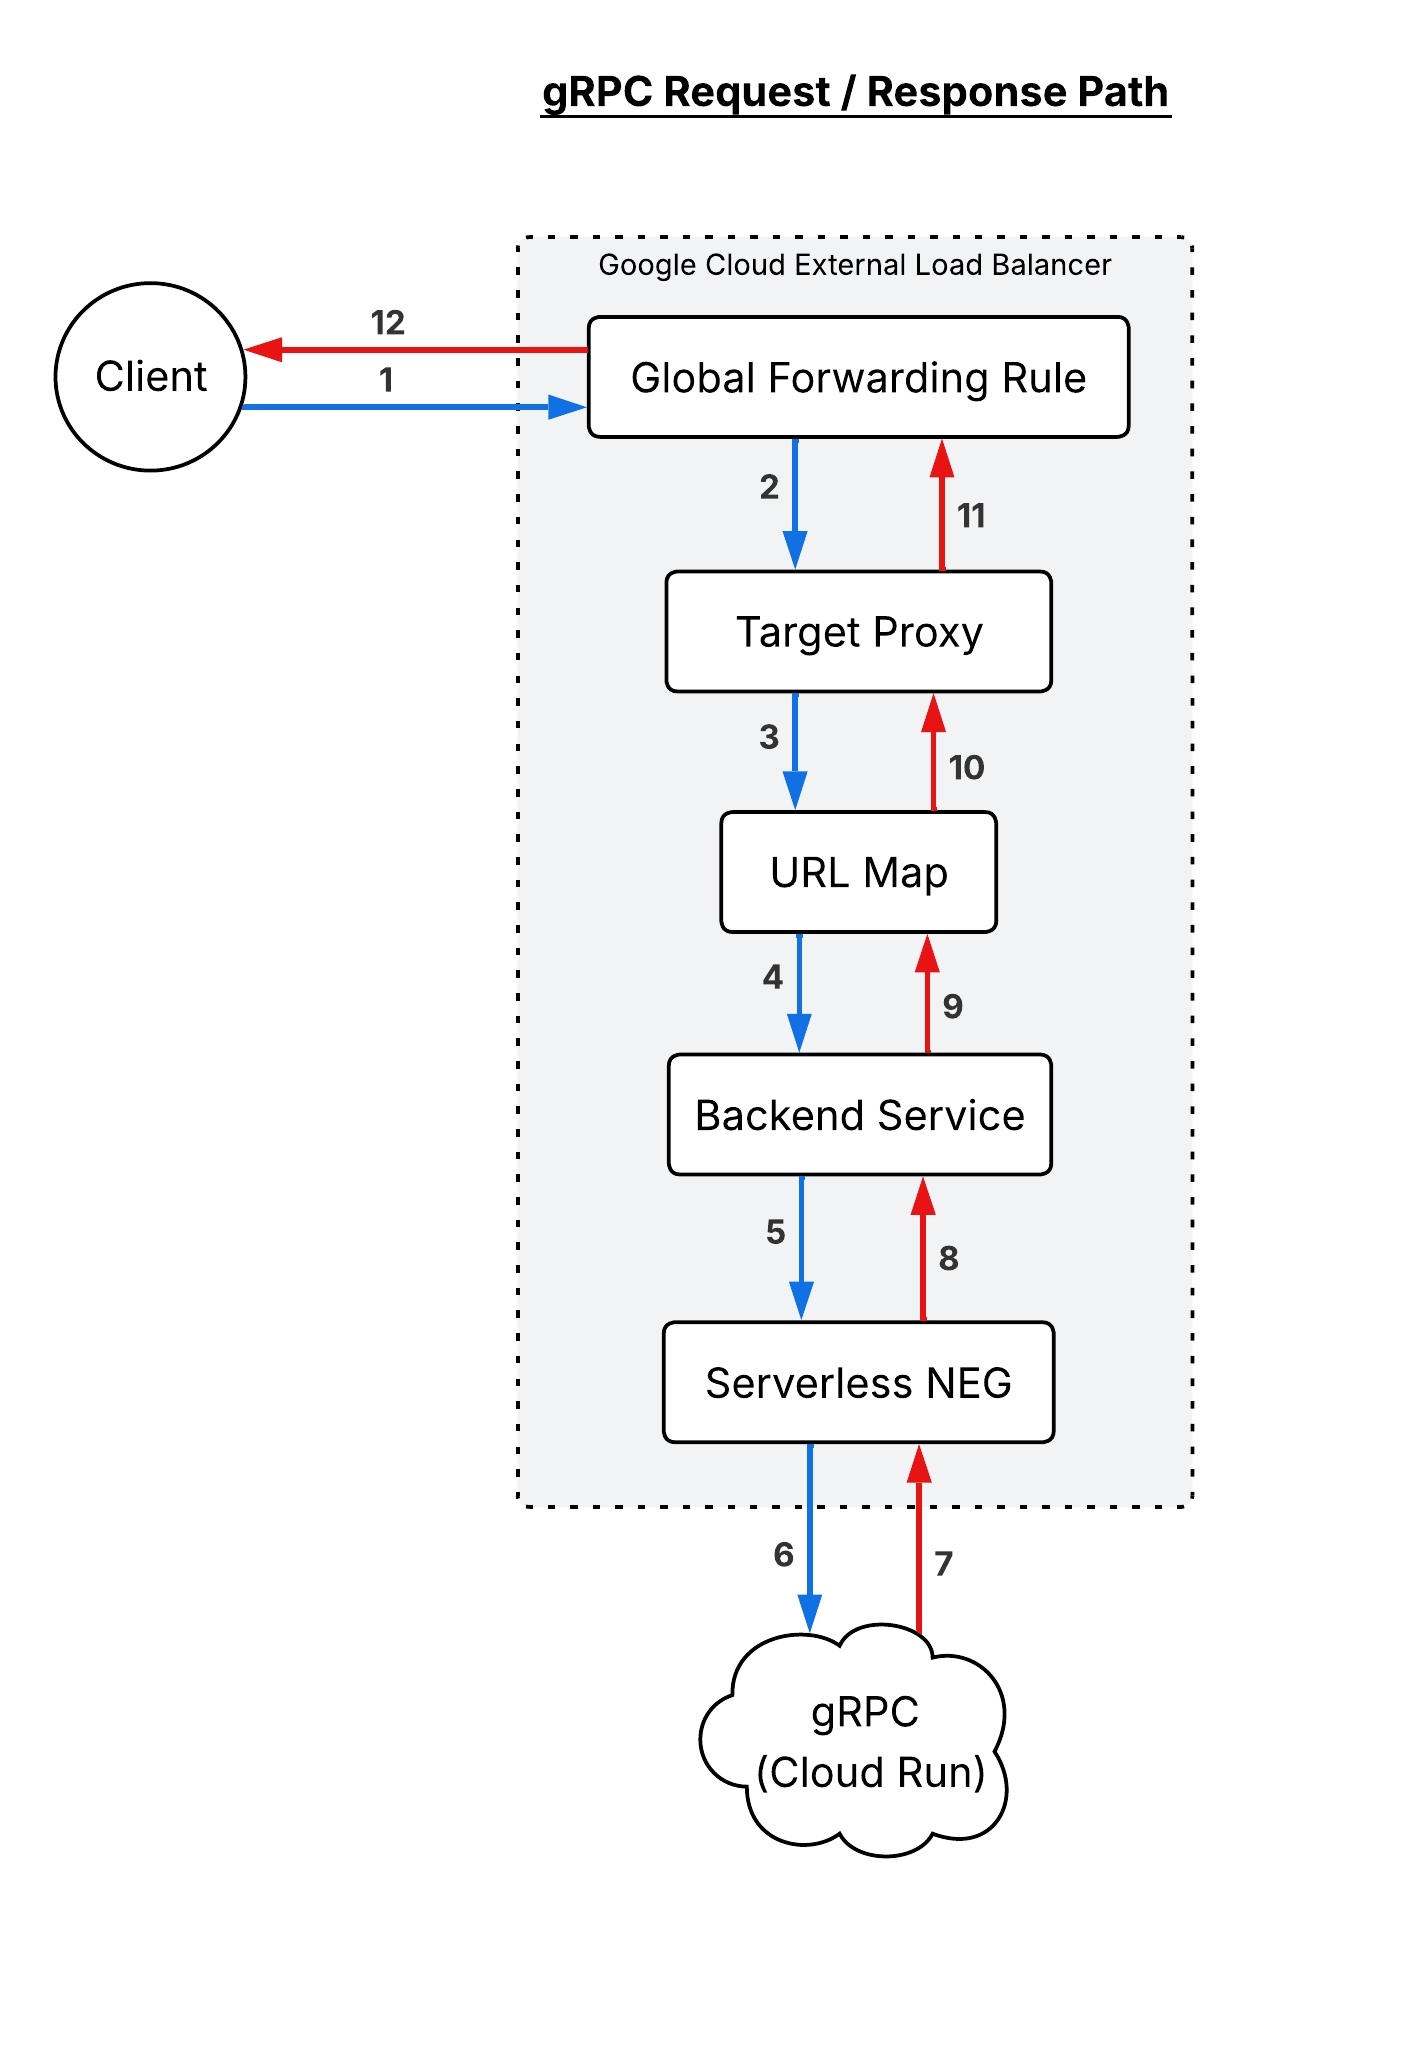 gRPC Request / Response Path
Google Cloud External Load Balancer
Client
12
1
Global Forwarding Rule
2
11
Target Proxy
3
10
URL Map
4
9
Backend Service
5
8
Serverless NEG
6
7
gRPC
(Cloud Run)